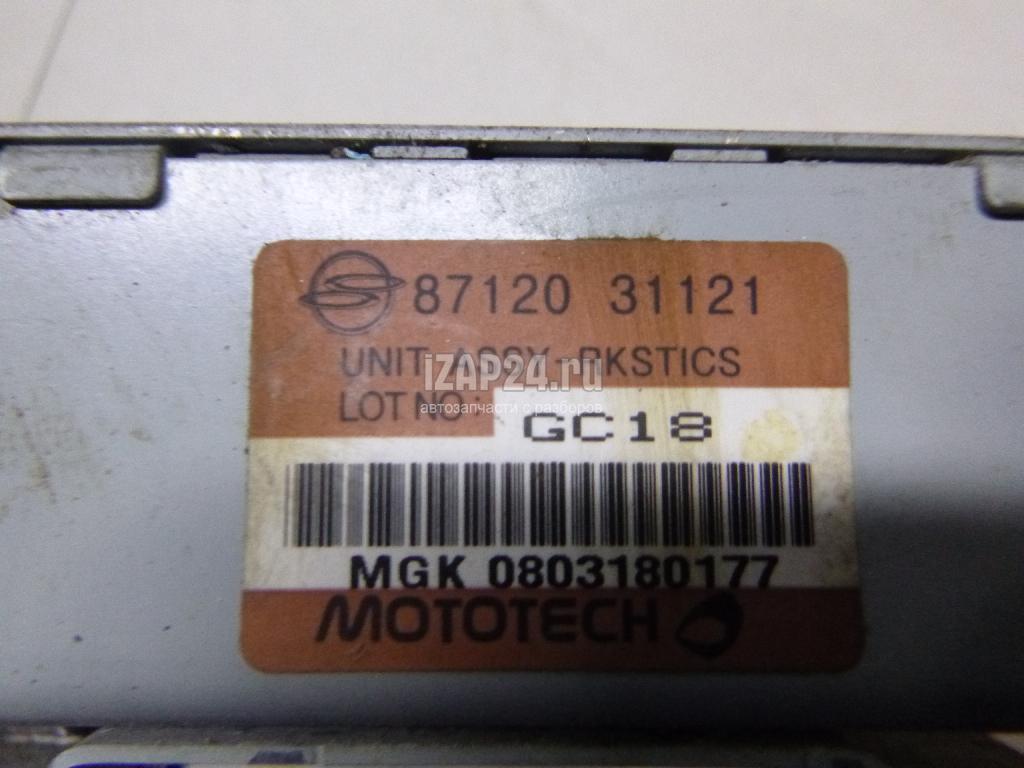 87120 31121
UNIT ASSY-RKSTICS
iZAP24.ru
LOT NO:
автозапчасти с разборов
GC18
MGK 0803180177
MOTOTECH